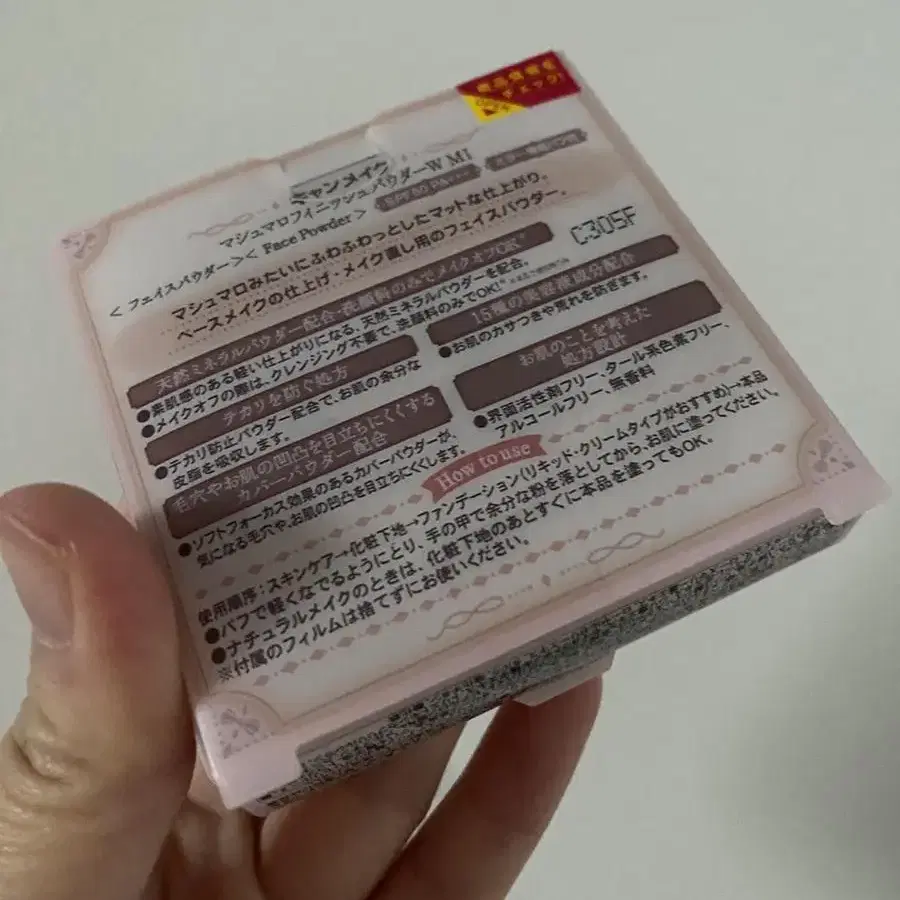 商品情報を
チェック!
OPEN
キャンメイク
マシュマロフィニッシュパウダーW MI
<フェイスパウダー><Face Powder>
SPF50 PA+++
マシュマロみたいにふわふわっとしたマットな仕上がり。
ベースメイクの仕上げ・メイク直し用のフェイスパウダー。
C305F
天然ミネラルパウダー配合・洗顔料のみでメイクオフOK*
●素肌感のある軽い仕上がりになる、天然ミネラルパウダーを配合。
●メイクオフの際は、クレンジング不要で、洗顔料のみでOK!*
テカリを防ぐ処方
●テカリ防止パウダー配合で、お肌の余分な
皮脂を吸収します。
毛穴やお肌の凹凸を目立ちにくくする
カバーパウダー配合
●ソフトフォーカス効果のあるカバーパウダーが、
気になる毛穴や、お肌の凹凸を目立ちにくくします。
15種の美容液成分配合
●お肌のカサつきや荒れを防ぎます。
お肌のことを考えた
処方設計
●界面活性剤フリー、タール系色素フリー、
アルコールフリー、無香料
How to use
使用順序:スキンケア→化粧下地→ファンデーション(リキッド・クリームタイプがおすすめ)→本品
●パフで軽くなでるようにとり、手の甲で余分な粉を落としてから、お肌に塗ってください。
●ナチュラルメイクのときは、化粧下地のあとすぐに本品を塗ってもOK。
※付属のフィルムは捨てずにお使いください。